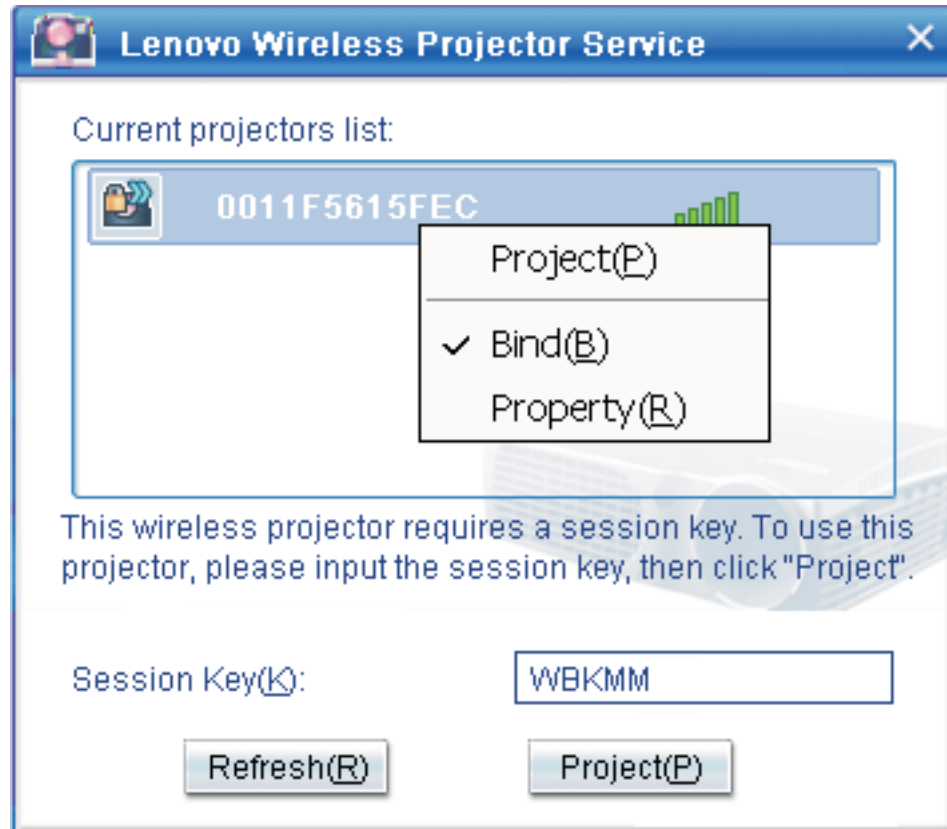 Lenovo Wireless Projector Service
Current projectors list:
0011F5615FEC
Project(P)
Bind(B)
Property(R)
This wireless projector requires a session key. To use this
projector, please input the session key, then click "Project".
Session Key(K):
WBKMM
Refresh(R)
Project(P)